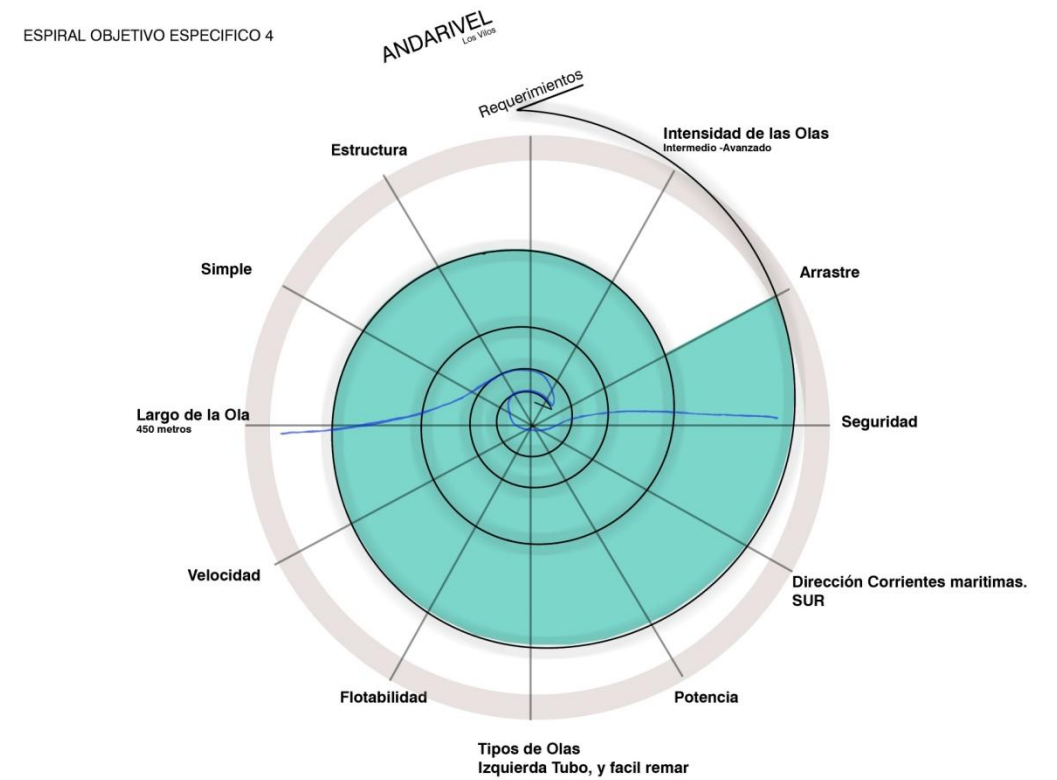 ESPIRAL OBJETIVO ESPECIFICO 4
ANDARIVEL
Los Vilos
Requerimientos
Intensidad de las Olas
Intermedio -Avanzado
Estructura
Simple
Arrastre
Largo de la Ola
450 metros
Seguridad
Velocidad
Dirección Corrientes maritimas.
SUR
Flotabilidad
Potencia
Tipos de Olas
Izquierda Tubo, y facil remar